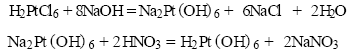 H₂PtCl₆ + 8NaOH = Na₂Pt (OH) ₆ + 6NaCl + 2H₂O
Na₂Pt (OH) ₆ + 2HNO₃ = H₂Pt (OH) ₆ + 2NaNO₃